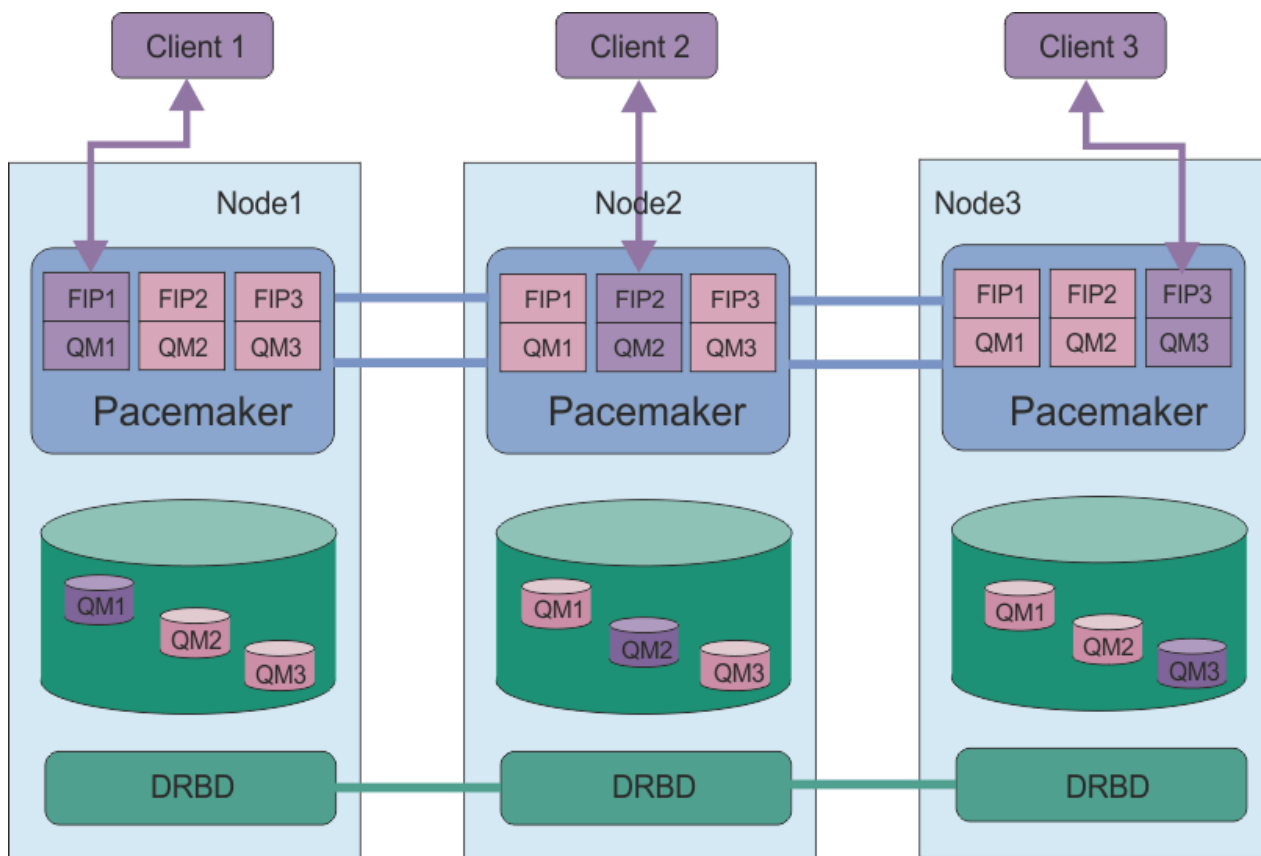 Client 1
Client 2
Client 3
Node1
Node2
Node3
FIP1 FIP2 FIP3
QM1 QM2 QM3
Pacemaker
FIP1 FIP2 FIP3
QM1 QM2 QM3
Pacemaker
FIP1 FIP2 FIP3
QM1 QM2 QM3
Pacemaker
QM1
QM2
QM3
QM1
QM2
QM3
QM1
QM2
QM3
DRBD
DRBD
DRBD